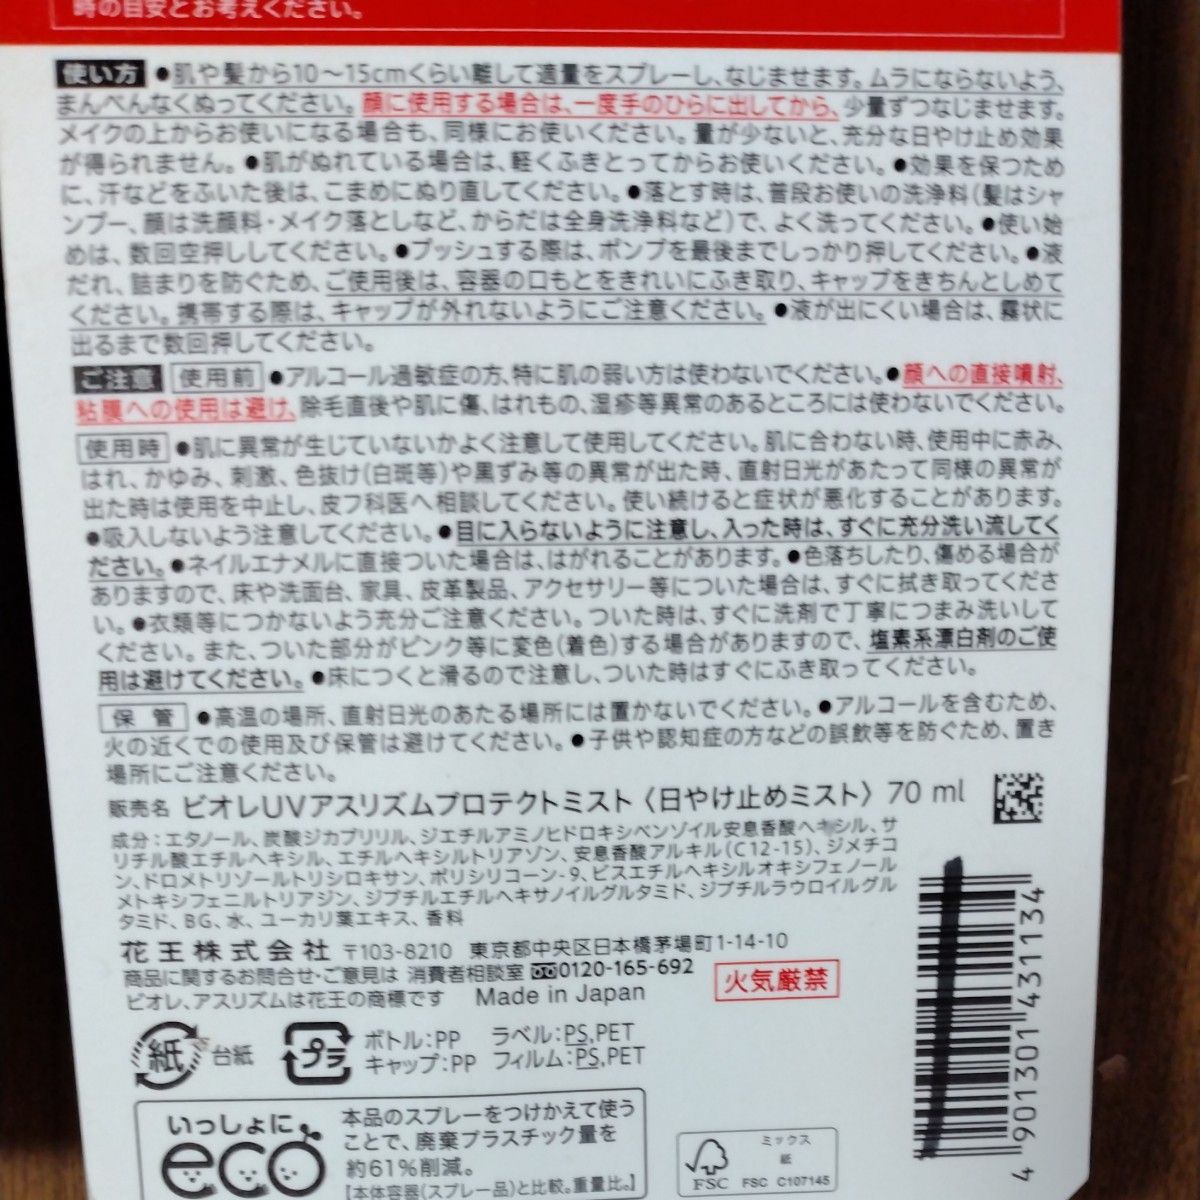 時の目安とお考えください。
使い方 ●肌や髪から10～15cmくらい離して適量をスプレーし、なじませます。ムラにならないよう、
まんべんなくぬってください。顔に使用する場合は、一度手のひらに出してから、少量ずつなじませます。
メイクの上からお使いになる場合も、同様にお使いください。量が少ないと、充分な日やけ止め効果
が得られません。●肌がぬれている場合は、軽くふきとってからお使いください。●効果を保つため
に、汗などをふいた後は、こまめにぬり直してください。●落とす時は、普段お使いの洗浄料(髪はシャ
ンプー、顔は洗顔料・メイク落としなど、からだは全身洗浄料など)で、よく洗ってください。●使い始
めは、数回空押ししてください。●プッシュする際は、ポンプを最後までしっかり押してください。●液
だれ、詰まりを防ぐため、ご使用後は、容器の口もとをきれいにふき取り、キャップをきちんとしめて
ください。携帯する際は、キャップが外れないようにご注意ください。●液が出にくい場合は、霧状に
出るまで数回押してください。
ご注意 使用前 ●アルコール過敏症の方、特に肌の弱い方は使わないでください。●顔への直接噴射、
粘膜への使用は避け、除毛直後や肌に傷、はれもの、湿疹等異常のあるところには使わないでください。
使用時 ●肌に異常が生じていないかよく注意して使用してください。肌に合わない時、使用中に赤み、
はれ、かゆみ、刺激、色抜け(白斑等)や黒ずみ等の異常が出た時、直射日光があたって同様の異常が
出た時は使用を中止し、皮フ科医へ相談してください。使い続けると症状が悪化することがあります。
●吸入しないよう注意してください。●目に入らないように注意し、入った時は、すぐに充分洗い流してく
ださい。●ネイルエナメルに直接ついた場合は、はがれることがあります。●色落ちしたり、傷める場合が
ありますので、床や洗面台、家具、皮革製品、アクセサリー等についた場合は、すぐに拭き取ってくださ
い。●衣類等につかないよう充分ご注意ください。ついた時は、すぐに洗剤で丁寧につまみ洗いして
ください。また、ついた部分がピンク等に変色(着色)する場合がありますので、塩素系漂白剤のご使
用は避けてください。●床につくと滑るので注意し、ついた時はすぐにふき取ってください。
保管 ●高温の場所、直射日光のあたる場所には置かないでください。●アルコールを含むため、
火の近くでの使用及び保管は避けてください。●子供や認知症の方などの誤飲等を防ぐため、置き
場所にご注意ください。
販売名 ビオレUVアスリズムプロテクトミスト〈日やけ止めミスト〉70 ml
成分：エタノール、炭酸ジカプリリル、ジエチルアミノヒドロキシベンゾイル安息香酸ヘキシル、サ
リチル酸エチルヘキシル、エチルヘキシルトリアゾン、安息香酸アルキル(C12-15)、ジメチコ
ン、ドロメトリゾールトリシロキサン、ポリシリコーン-9、ビスエチルヘキシルオキシフェノール
メトキシフェニルトリアジン、ジブチルエチルヘキサノイルグルタミド、ジブチルラウロイルグル
タミド、BG、水、ユーカリ葉エキス、香料
花王株式会社 〒103-8210 東京都中央区日本橋茅場町1-14-10
商品に関するお問合せ・ご意見は 消費者相談室 0120-165-692
ビオレ、アスリズムは花王の商標です Made in Japan
火気厳禁
紙 台紙
プラ ボトル：PP ラベル：PS,PET
キャップ：PP フィルム：PS,PET
いっしょに
eco
本品のスプレーをつけかえて使う
ことで、廃棄プラスチック量を
約61%削減。
【本体容器(スプレー品)と比較。重量比。】
ミックス
紙
FSC FSC C107145
4 901301 431134